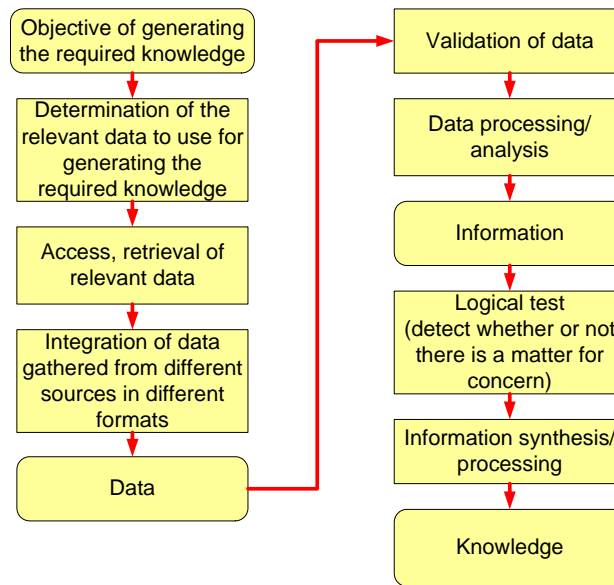 Objective of generating
the required knowledge
Determination of the
relevant data to use for
generating the
required knowledge
Access, retrieval of
relevant data
Integration of data
gathered from different
sources in different
formats
Data
Validation of data
Data processing/
analysis
Information
Logical test
(detect whether or not
there is a matter for
concern)
Information synthesis/
processing
Knowledge